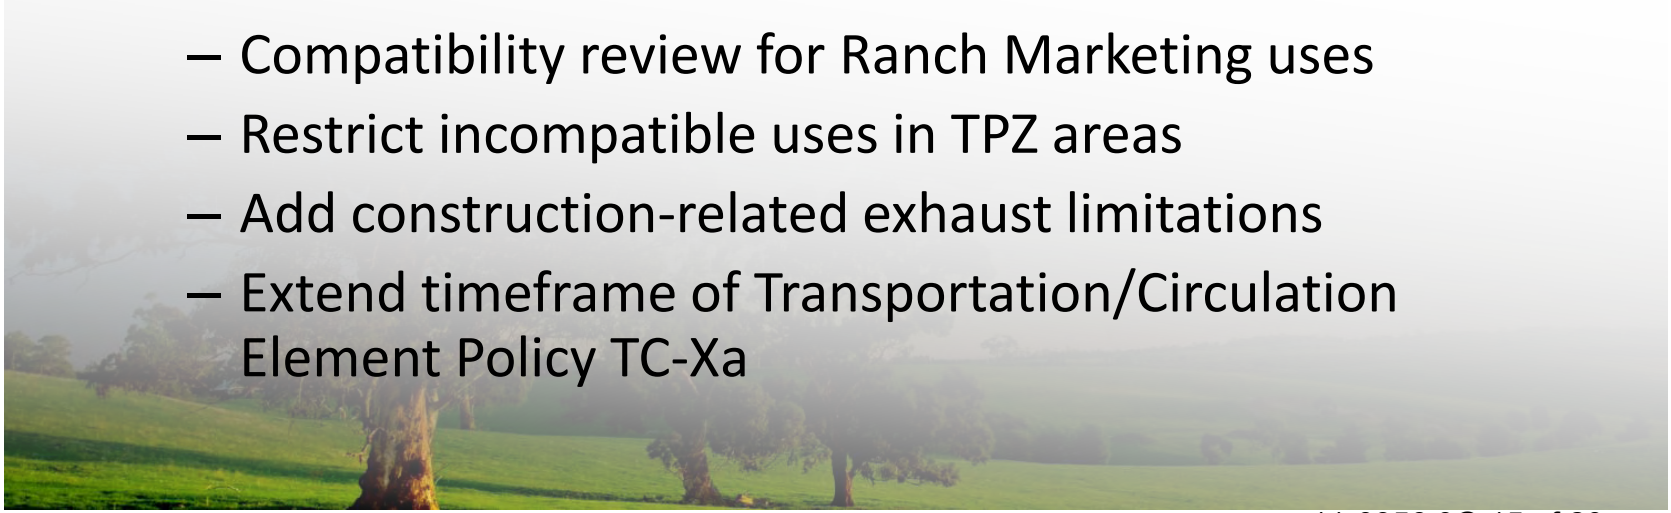 – Compatibility review for Ranch Marketing uses
– Restrict incompatible uses in TPZ areas
– Add construction-related exhaust limitations
– Extend timeframe of Transportation/Circulation
Element Policy TC-Xa